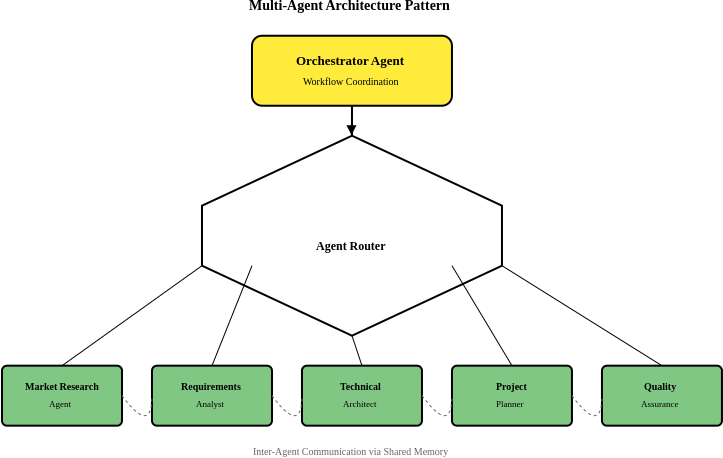 Multi-Agent Architecture Pattern
Orchestrator Agent
Workflow Coordination
Agent Router
Market Research
Agent
Requirements
Analyst
Technical
Architect
Project
Planner
Quality
Assurance
Inter-Agent Communication via Shared Memory